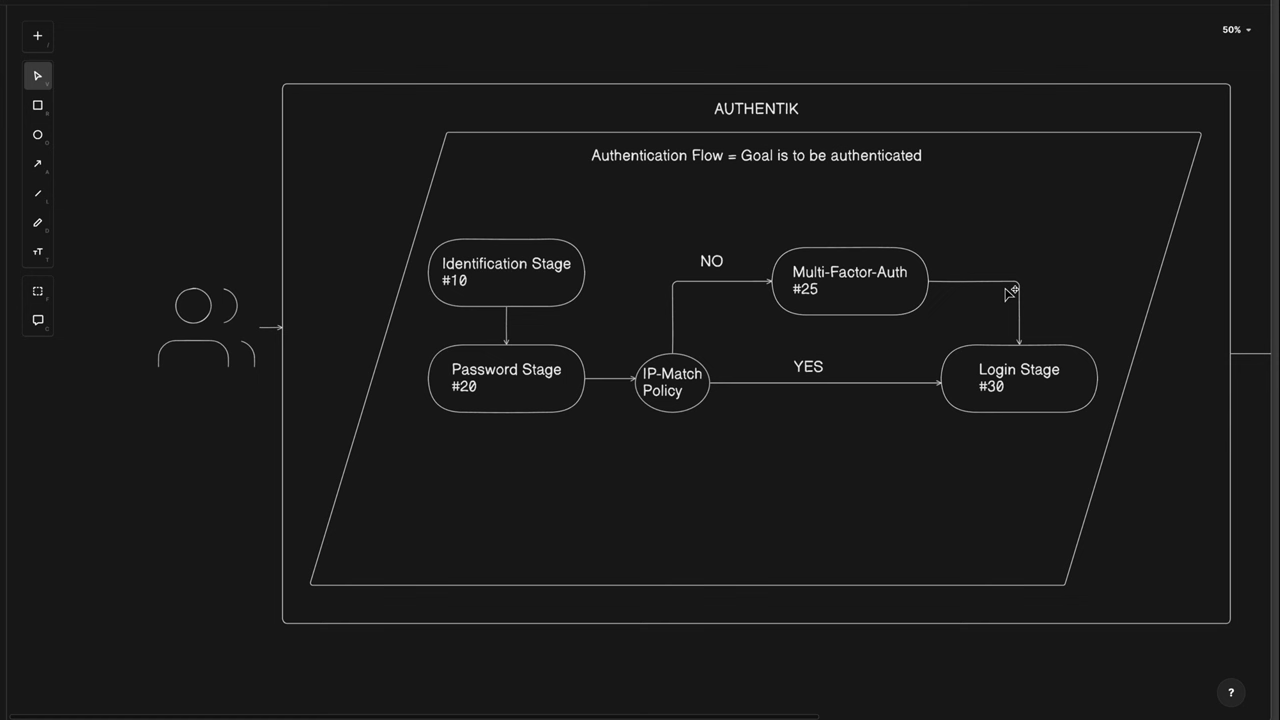 50%
AUTHENTIK
Authentication Flow = Goal is to be authenticated
Identification Stage
#10
NO
Multi-Factor-Auth
#25
Password Stage
#20
IP-Match
Policy
YES
Login Stage
#30
T
?